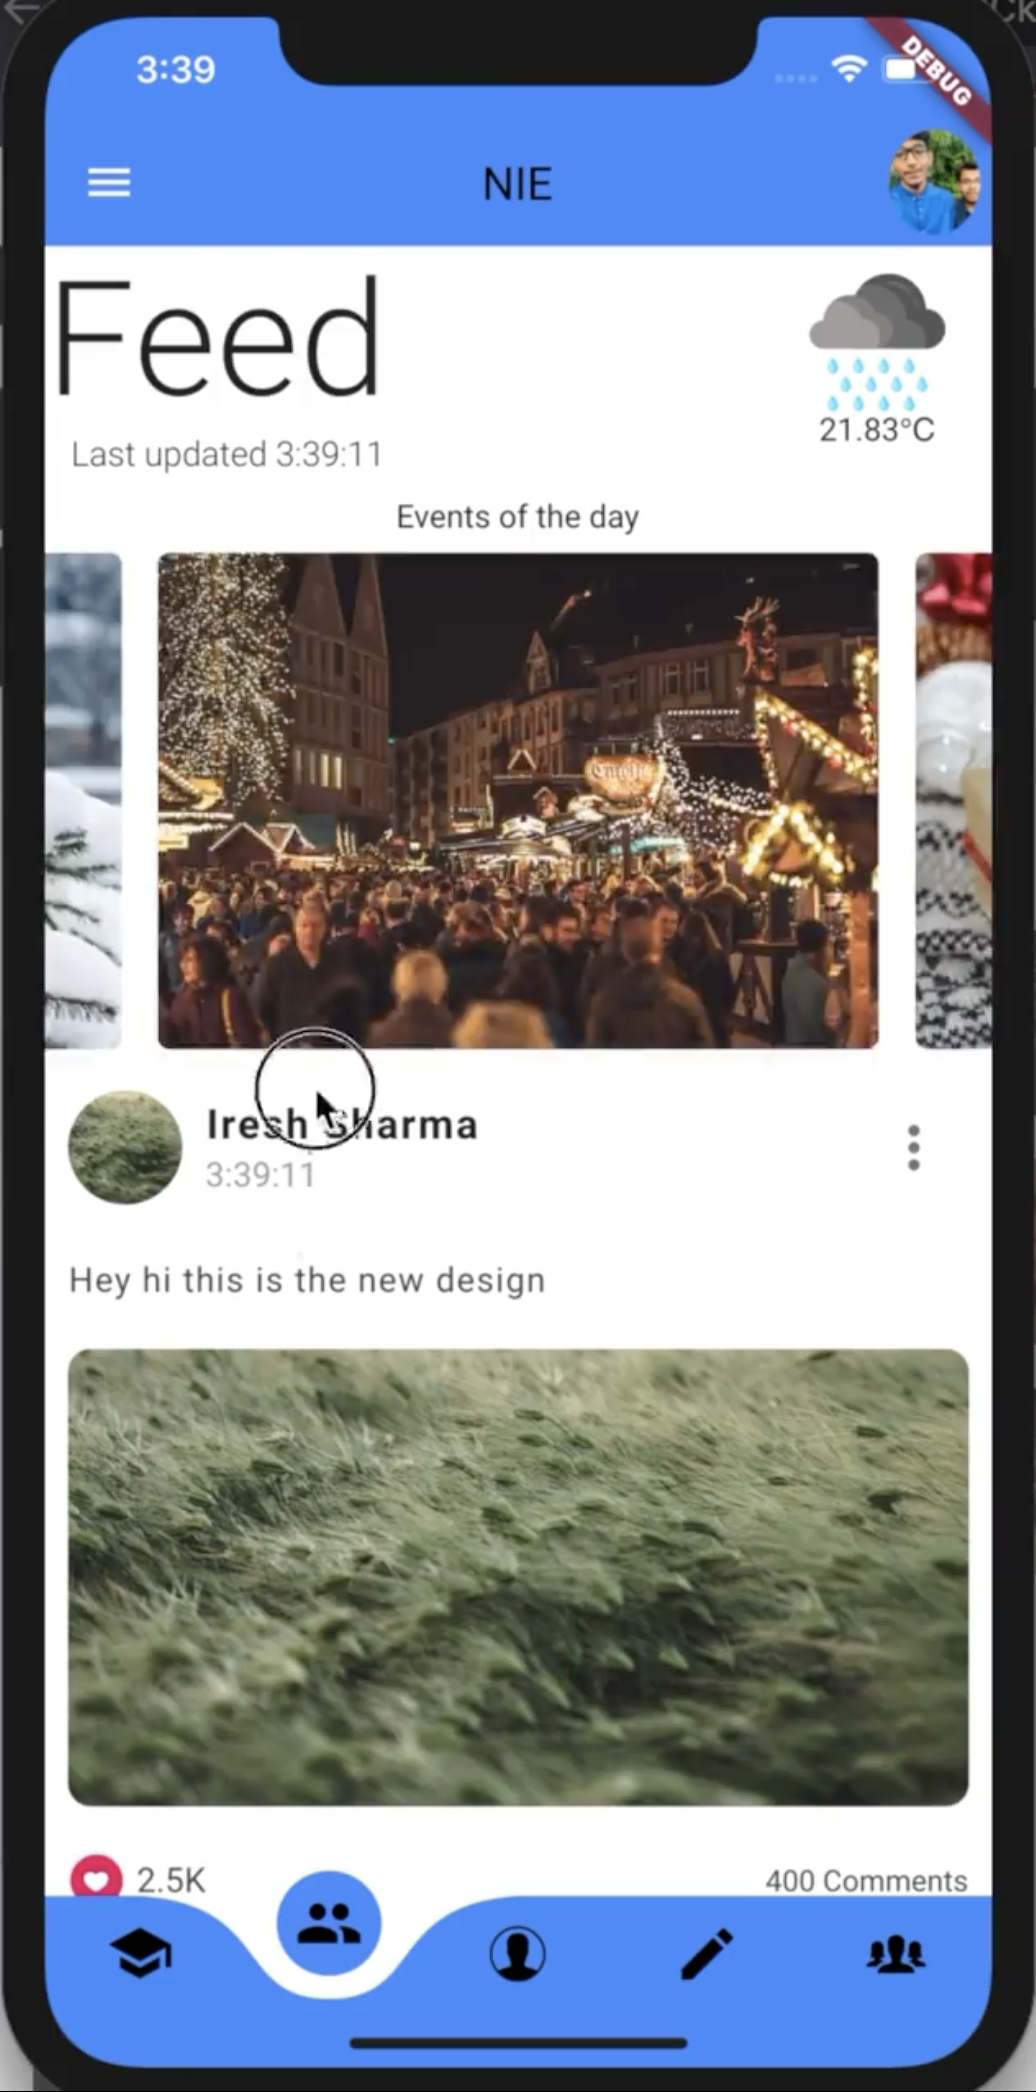 3:39
DEBUG
NIE
Feed
21.83°C
Last updated 3:39:11
Events of the day
Iresh Sharma
3:39:11
Hey hi this is the new design
2.5K
400 Comments